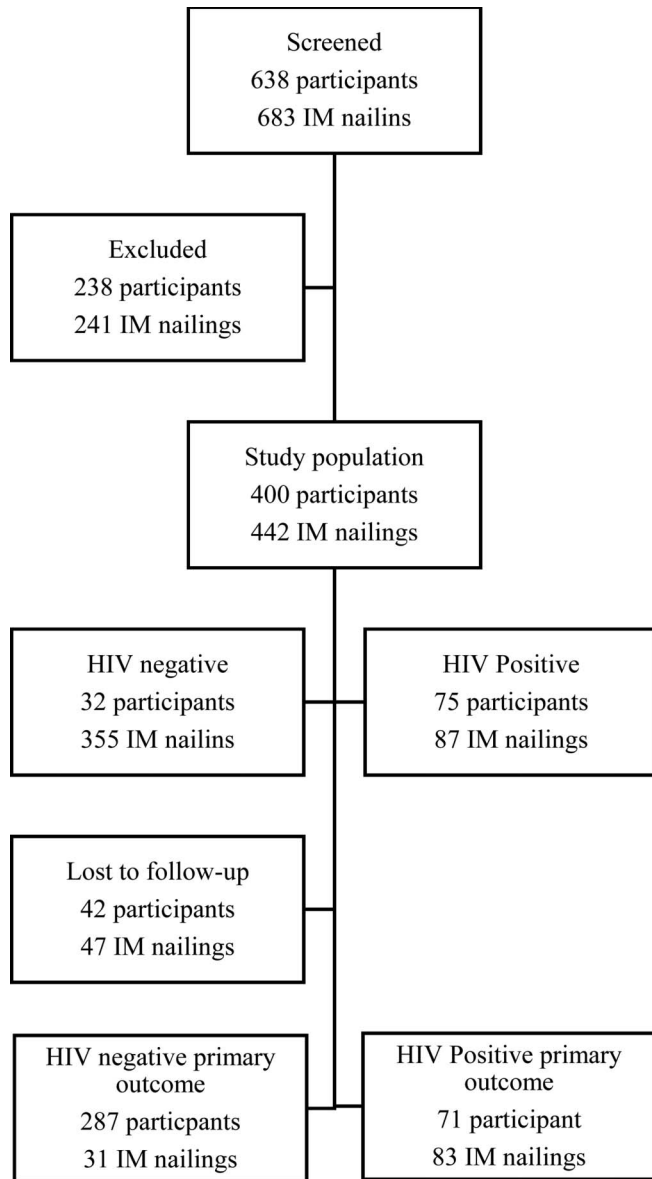 Screened
638 participants
683 IM nailins
Excluded
238 participants
241 IM nailings
Study population
400 participants
442 IM nailings
HIV negative
32 participants
355 IM nailins
HIV Positive
75 participants
87 IM nailings
Lost to follow-up
42 participants
47 IM nailings
HIV negative primary
outcome
287 particpants
31 IM nailings
HIV Positive primary
outcome
71 participant
83 IM nailings